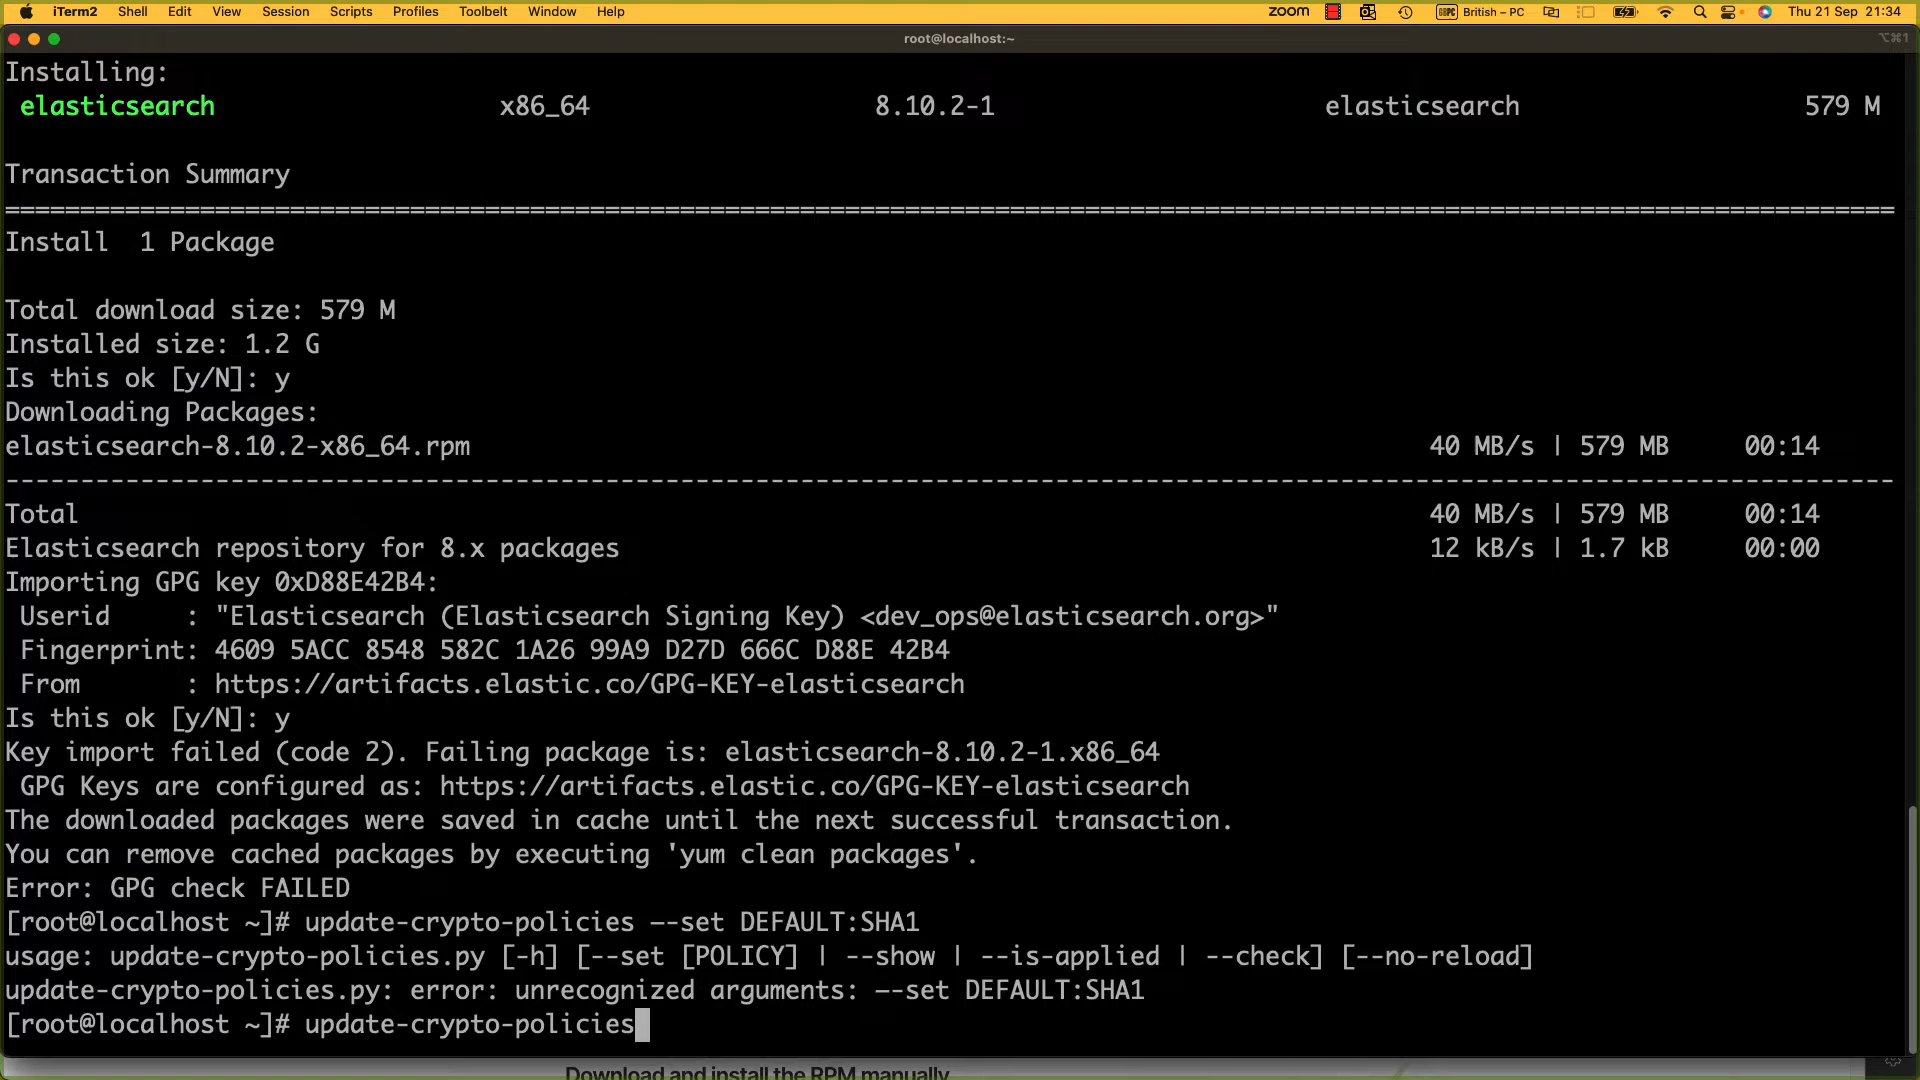 iTerm2 Shell Edit View Session Scripts Profiles Toolbelt Window Help zoom ABC British – PC Thu 21 Sep 21:34
root@localhost:~ ⌥⌘1
Installing:
elasticsearch x86_64 8.10.2-1 elasticsearch 579 M
Transaction Summary
================================================================================
Install 1 Package
Total download size: 579 M
Installed size: 1.2 G
Is this ok [y/N]: y
Downloading Packages:
elasticsearch-8.10.2-x86_64.rpm 40 MB/s | 579 MB 00:14
--------------------------------------------------------------------------------
Total 40 MB/s | 579 MB 00:14
Elasticsearch repository for 8.x packages 12 kB/s | 1.7 kB 00:00
Importing GPG key 0xD88E42B4:
Userid : "Elasticsearch (Elasticsearch Signing Key) <dev_ops@elasticsearch.org>"
Fingerprint: 4609 5ACC 8548 582C 1A26 99A9 D27D 666C D88E 42B4
From : https://artifacts.elastic.co/GPG-KEY-elasticsearch
Is this ok [y/N]: y
Key import failed (code 2). Failing package is: elasticsearch-8.10.2-1.x86_64
GPG Keys are configured as: https://artifacts.elastic.co/GPG-KEY-elasticsearch
The downloaded packages were saved in cache until the next successful transaction.
You can remove cached packages by executing 'yum clean packages'.
Error: GPG check FAILED
[root@localhost ~]# update-crypto-policies –-set DEFAULT:SHA1
usage: update-crypto-policies.py [-h] [--set [POLICY] | --show | --is-applied | --check] [--no-reload]
update-crypto-policies.py: error: unrecognized arguments: –-set DEFAULT:SHA1
[root@localhost ~]# update-crypto-policies
Download and install the RPM manually